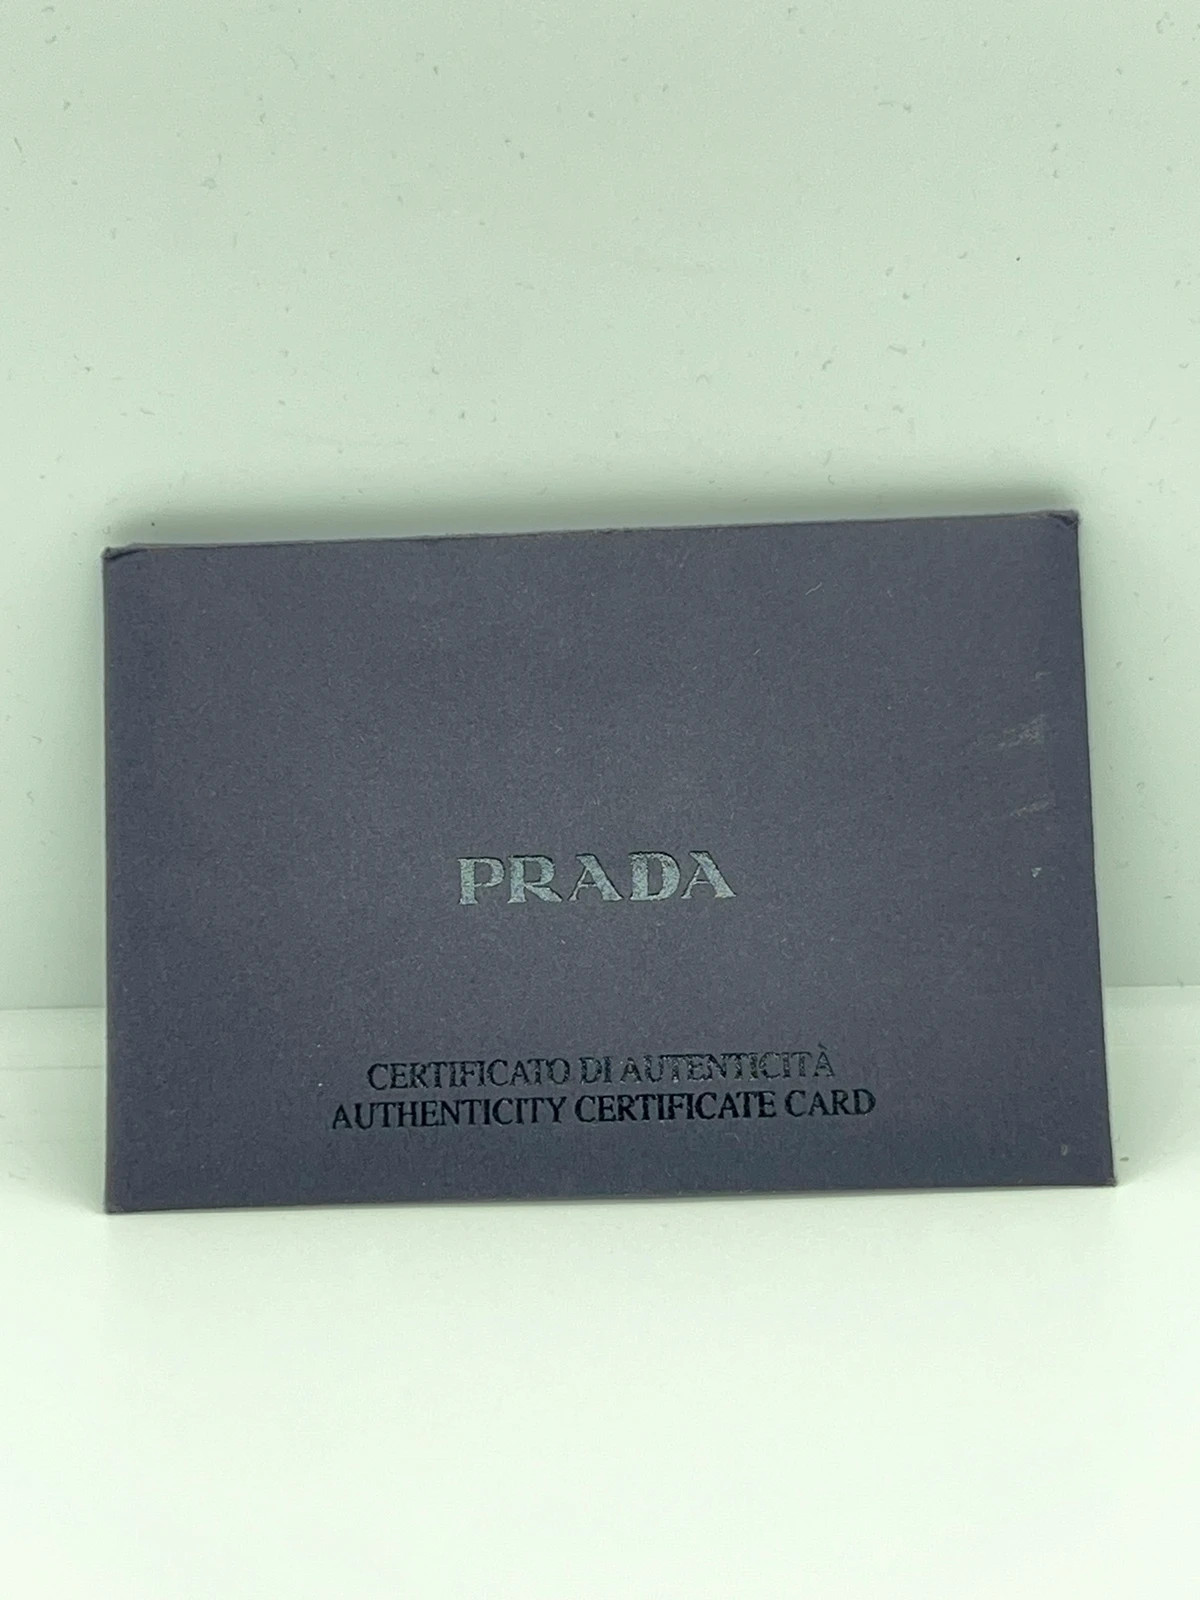 PRADA
CERTIFICATO DI AUTENTICITÀ
AUTHENTICITY CERTIFICATE CARD